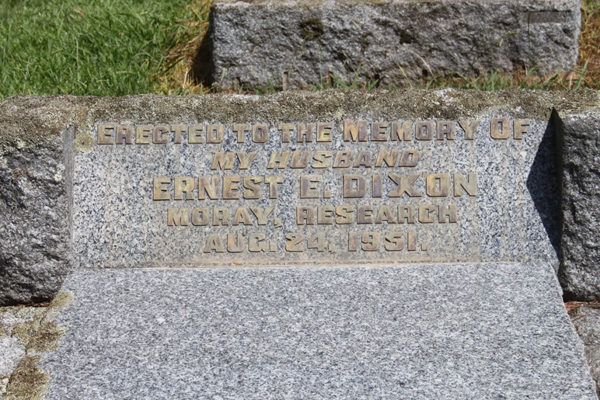 ERECTED TO THE MEMORY OF
MY HUSBAND
ERNEST E. DIXON
MORAY, RESEARCH
AUG. 24, 1951.